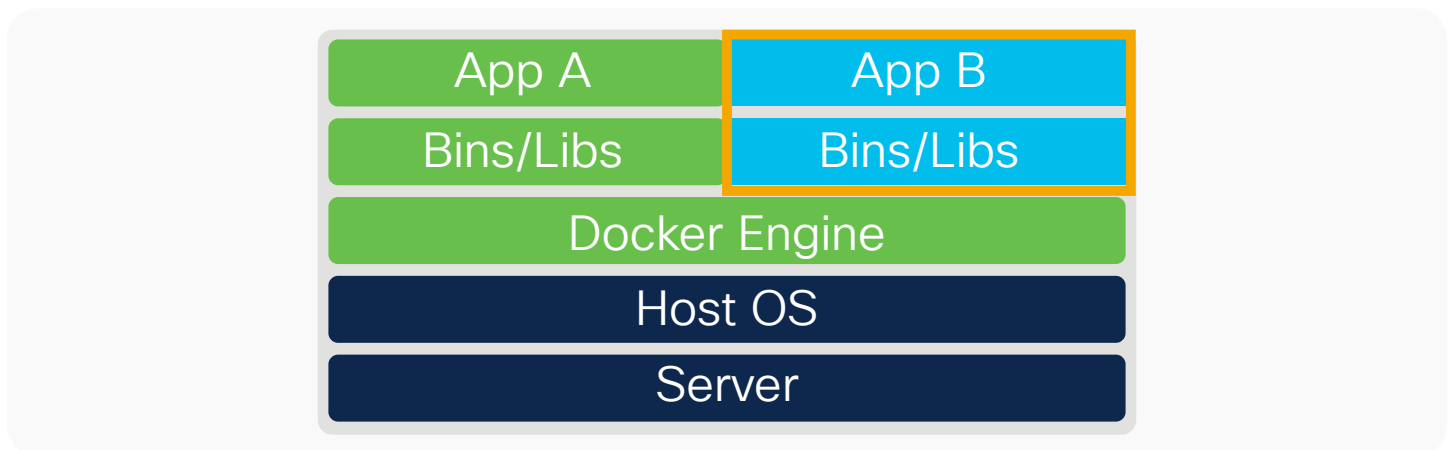 App A
App B
Bins/Libs
Bins/Libs
Docker Engine
Host OS
Server